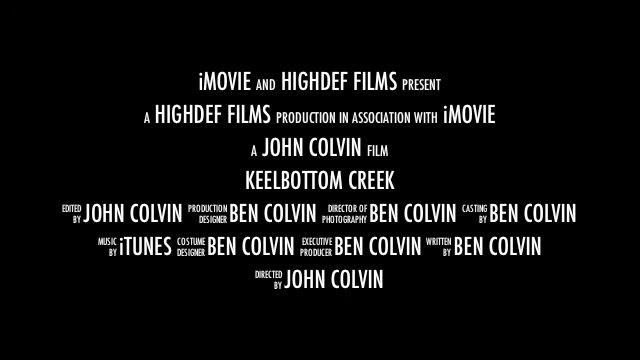 iMOVIE AND HIGHDEF FILMS PRESENT
A HIGHDEF FILMS PRODUCTION IN ASSOCIATION WITH iMOVIE
A JOHN COLVIN FILM
KEELBOTTOM CREEK
EDITED BY JOHN COLVIN PRODUCTION DESIGNER BEN COLVIN DIRECTOR OF PHOTOGRAPHY BEN COLVIN CASTING BY BEN COLVIN
MUSIC BY iTUNES COSTUME DESIGNER BEN COLVIN EXECUTIVE PRODUCER BEN COLVIN WRITTEN BY BEN COLVIN
DIRECTED BY JOHN COLVIN